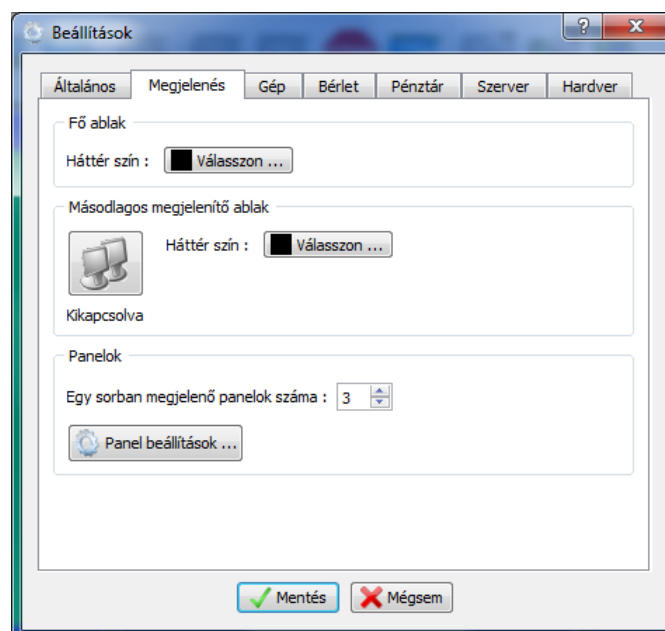 Beállítások
Általános Megjelenés Gép Bérlet Pénztár Szerver Hardver
Fő ablak
Háttér szín : Válasszon ...
Másodlagos megjelenítő ablak
Háttér szín : Válasszon ...
Kikapcsolva
Panelok
Egy sorban megjelenő panelok száma : 3
Panel beállítások ...
Mentés Mégsem